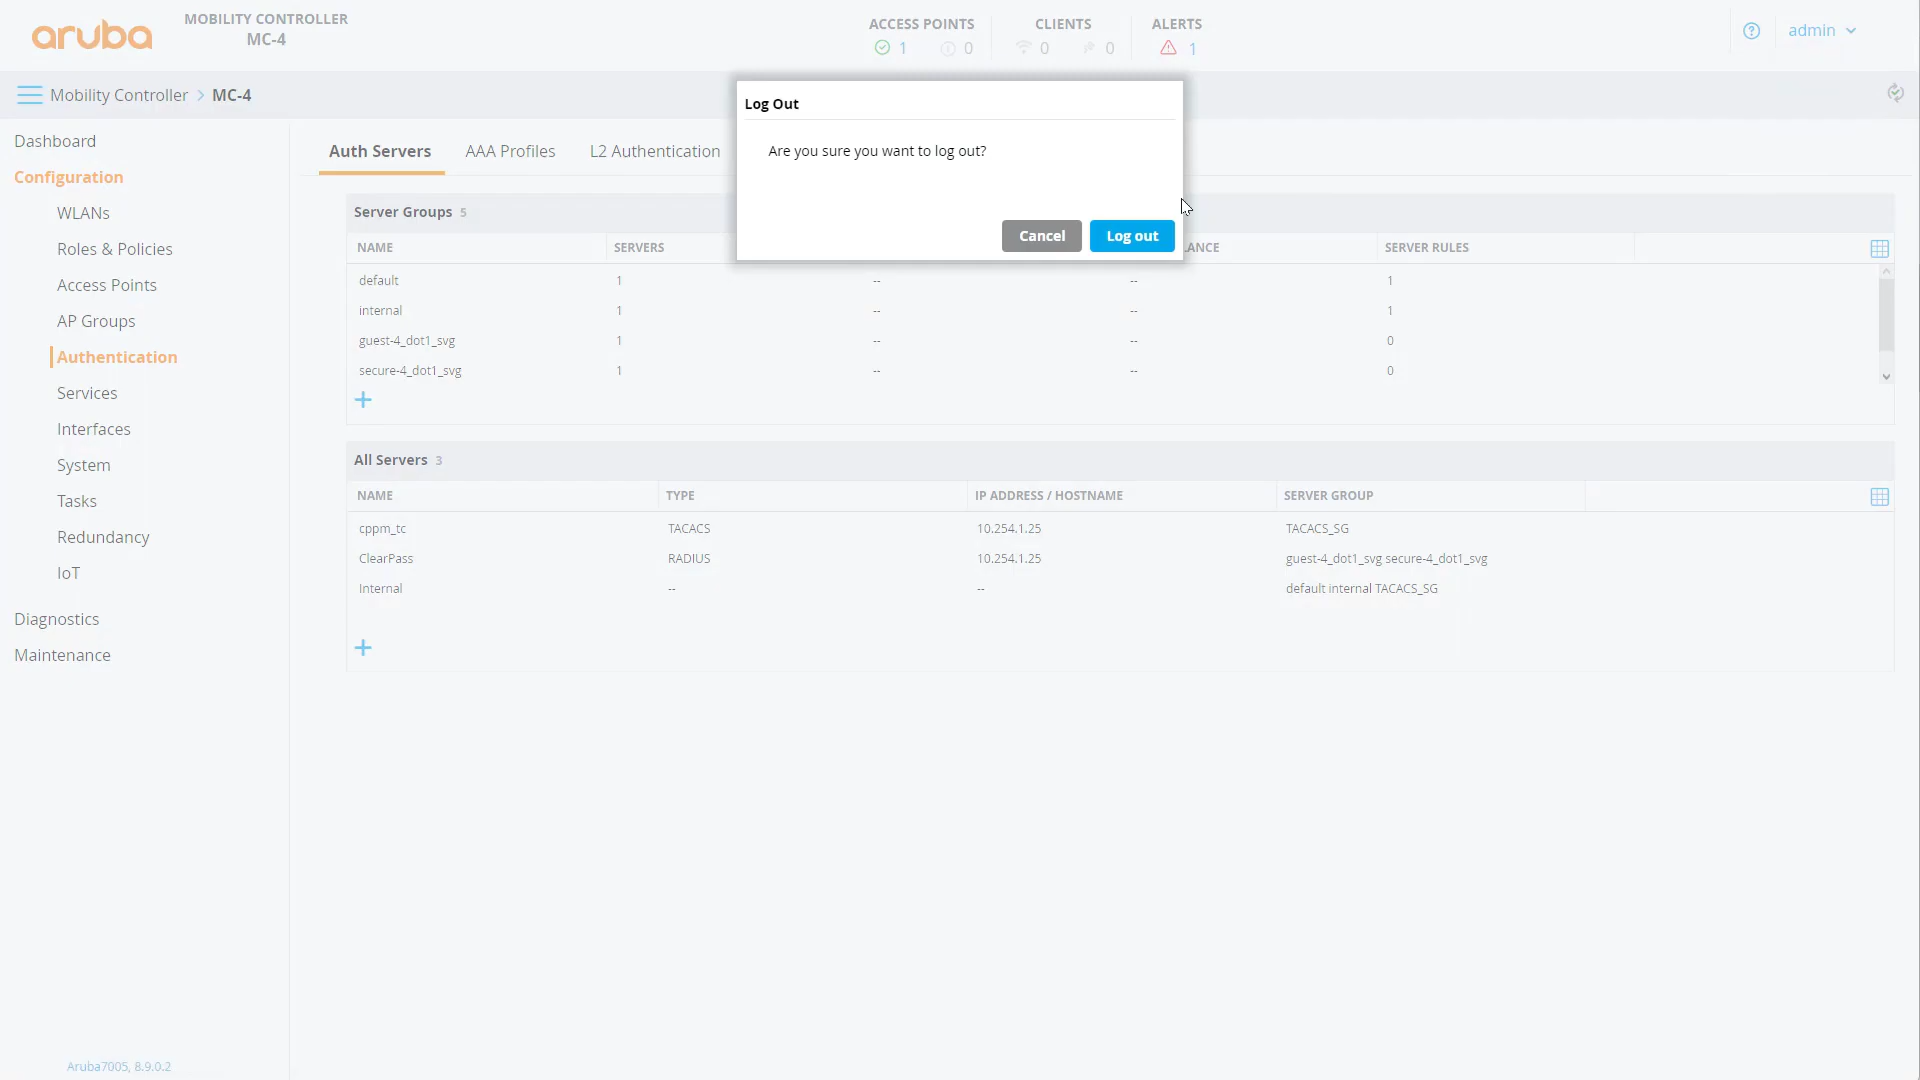 aruba
MOBILITY CONTROLLER
MC-4
ACCESS POINTS
1
0
CLIENTS
0
0
ALERTS
1
admin
Mobility Controller > MC-4
Log Out
Are you sure you want to log out?
Cancel
Log out
Dashboard
Configuration
WLANs
Roles & Policies
Access Points
AP Groups
Authentication
Services
Interfaces
System
Tasks
Redundancy
IoT
Diagnostics
Maintenance
Aruba7005, 8.9.0.2
Auth Servers
AAA Profiles
L2 Authentication
Server Groups 5
NAME SERVERS LANCE SERVER RULES
default 1 -- -- 1
internal 1 -- -- 1
guest-4_dot1_svg 1 -- -- 0
secure-4_dot1_svg 1 -- -- 0
+
All Servers 3
NAME TYPE IP ADDRESS / HOSTNAME SERVER GROUP
cppm_tc TACACS 10.254.1.25 TACACS_SG
ClearPass RADIUS 10.254.1.25 guest-4_dot1_svg secure-4_dot1_svg
Internal -- -- default internal TACACS_SG
+